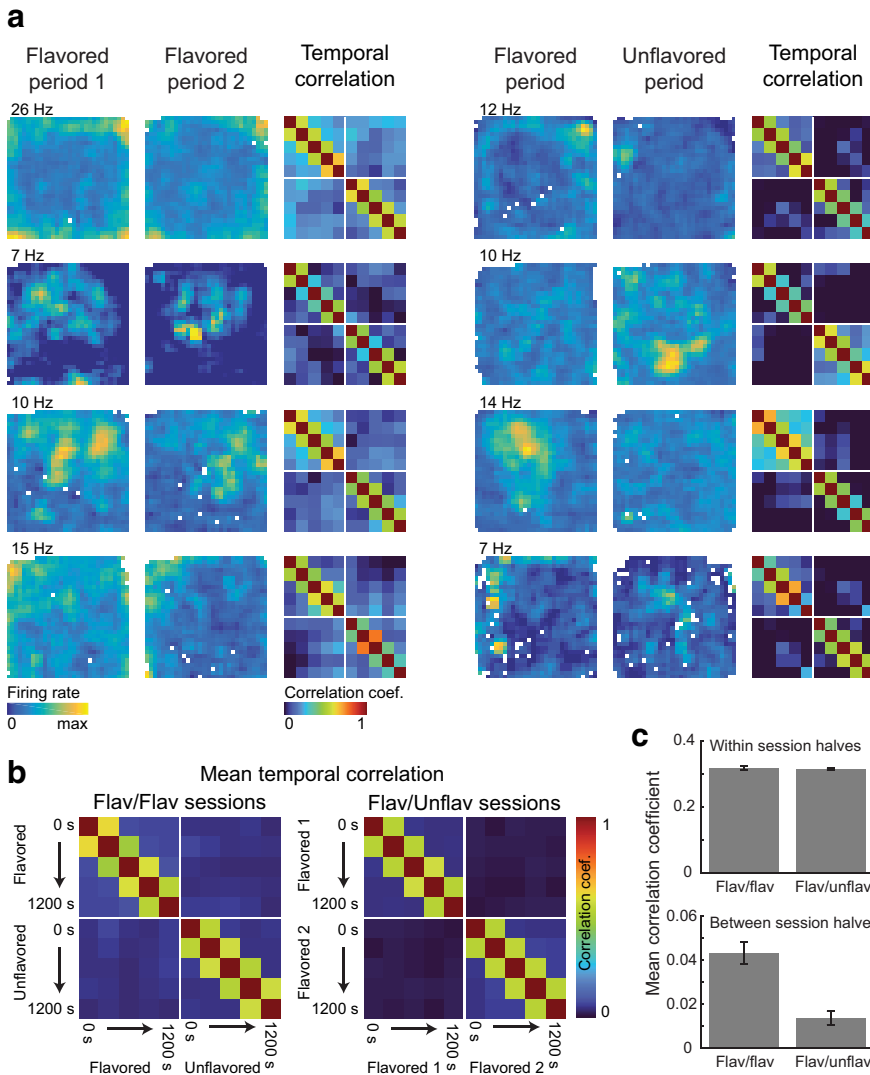 a
Flavored period 1
Flavored period 2
Temporal correlation
Flavored period
Unflavored period
Temporal correlation
26 Hz
12 Hz
7 Hz
10 Hz
10 Hz
14 Hz
15 Hz
7 Hz
Firing rate
0 max
Correlation coef.
0 1
b
Mean temporal correlation
Flav/Flav sessions
Flav/Unflav sessions
Flavored
0 s
1200 s
Unflavored
0 s
1200 s
0 s
1200 s
Flavored
Unflavored
Flavored 1
0 s
1200 s
Flavored 2
0 s
1200 s
0 s
1200 s
Flavored 1
Flavored 2
1
Correlation coef.
0
c
Mean correlation coefficient
Within session halves
0.4
0.2
0
Flav/flav
Flav/unflav
Between session halves
0.06
0.04
0.02
0
Flav/flav
Flav/unflav